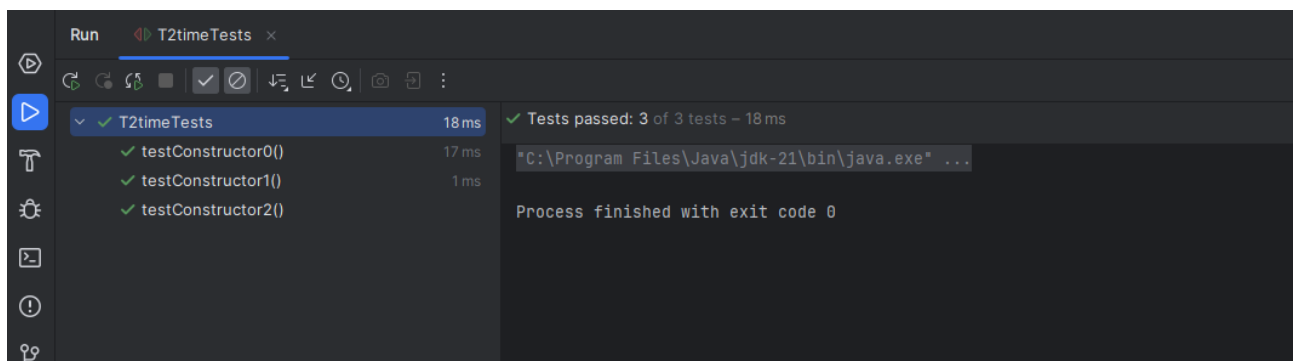 Run T2timeTests ×
T2timeTests 18 ms
testConstructor0() 17 ms
testConstructor1() 1 ms
testConstructor2()
Tests passed: 3 of 3 tests – 18 ms
"C:\Program Files\Java\jdk-21\bin\java.exe" ...
Process finished with exit code 0